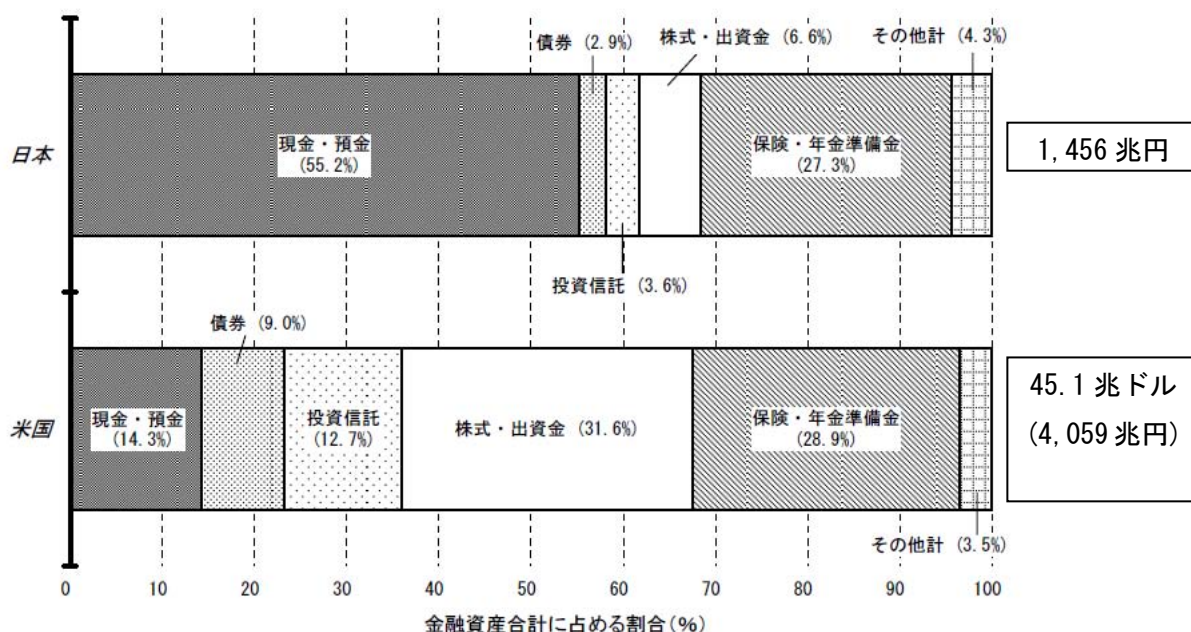 債券 (2.9%)
株式・出資金 (6.6%)
その他計 (4.3%)
日本
現金・預金
(55.2%)
保険・年金準備金
(27.3%)
1,456 兆円
投資信託 (3.6%)
債券 (9.0%)
米国
現金・預金
(14.3%)
投資信託
(12.7%)
株式・出資金 (31.6%)
保険・年金準備金
(28.9%)
45.1 兆ドル
(4,059 兆円)
その他計 (3.5%)
0 10 20 30 40 50 60 70 80 90 100
金融資産合計に占める割合(%)